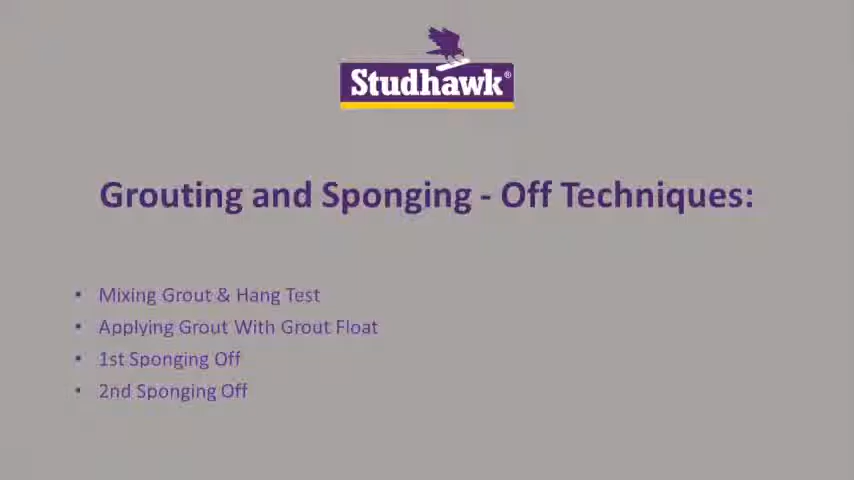 Studhawk®
Grouting and Sponging - Off Techniques:
• Mixing Grout & Hang Test
• Applying Grout With Grout Float
• 1st Sponging Off
• 2nd Sponging Off